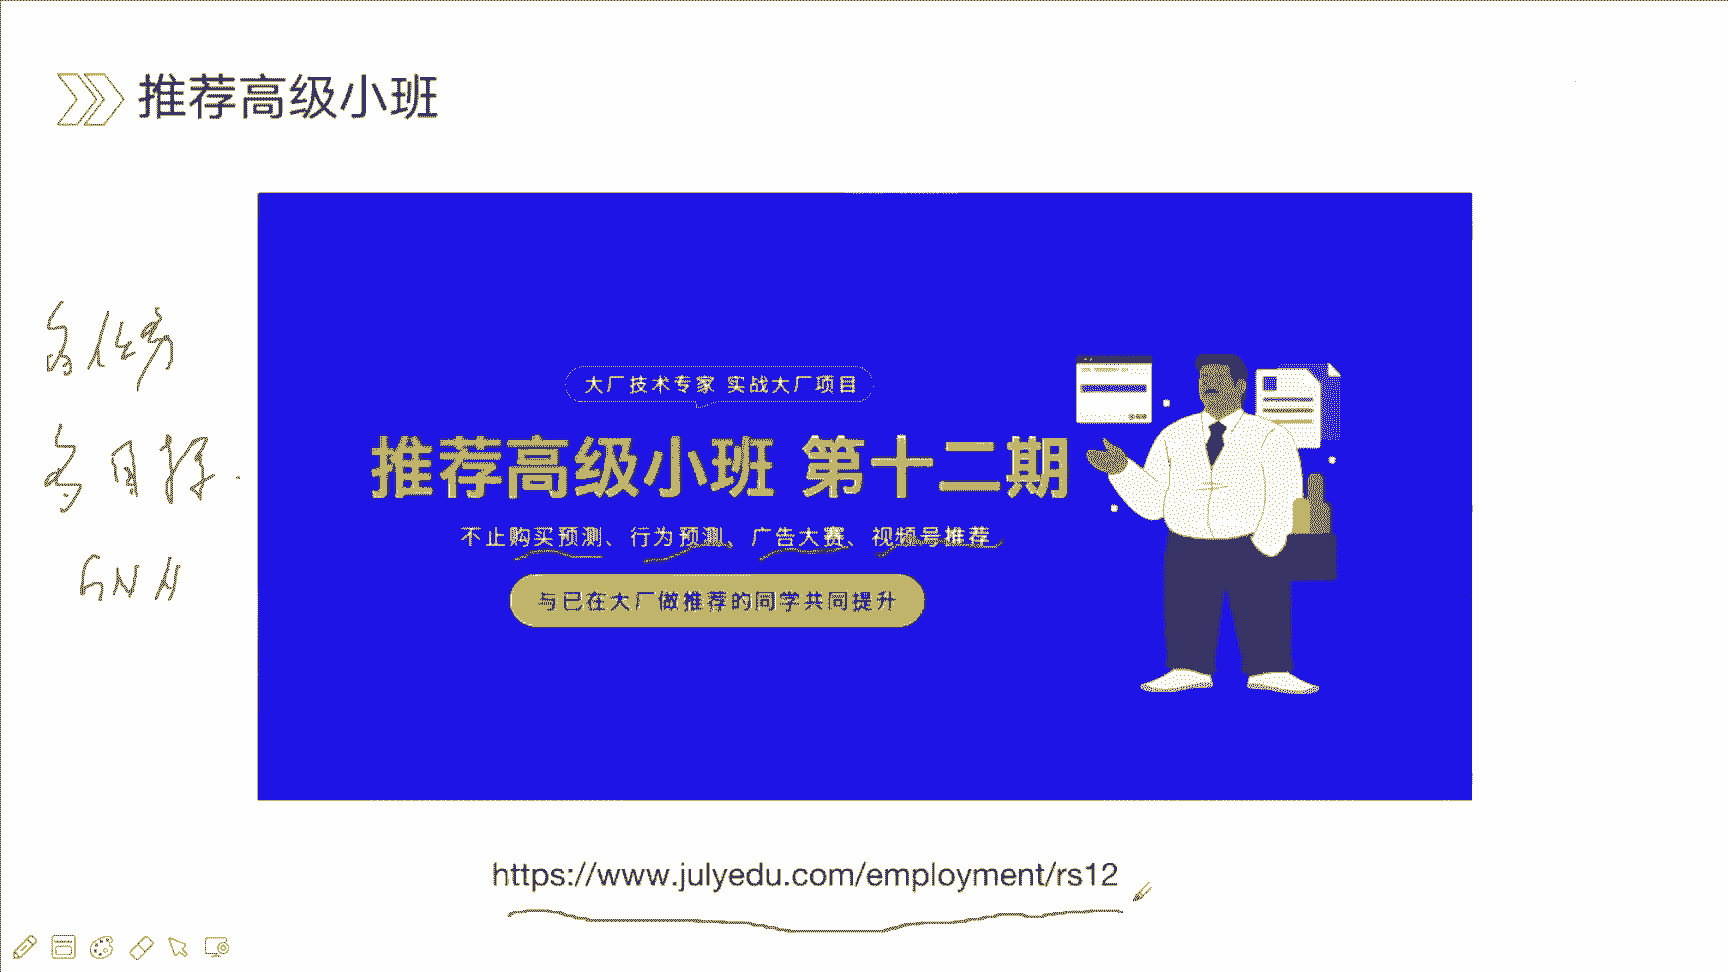 推荐高级小班
多任务
多目标.
GNN
大厂技术专家 实战大厂项目
推荐高级小班 第十二期
不止购买预测、行为预测、广告大赛、视频号推荐
与已在大厂做推荐的同学共同提升
https://www.julyedu.com/employment/rs12